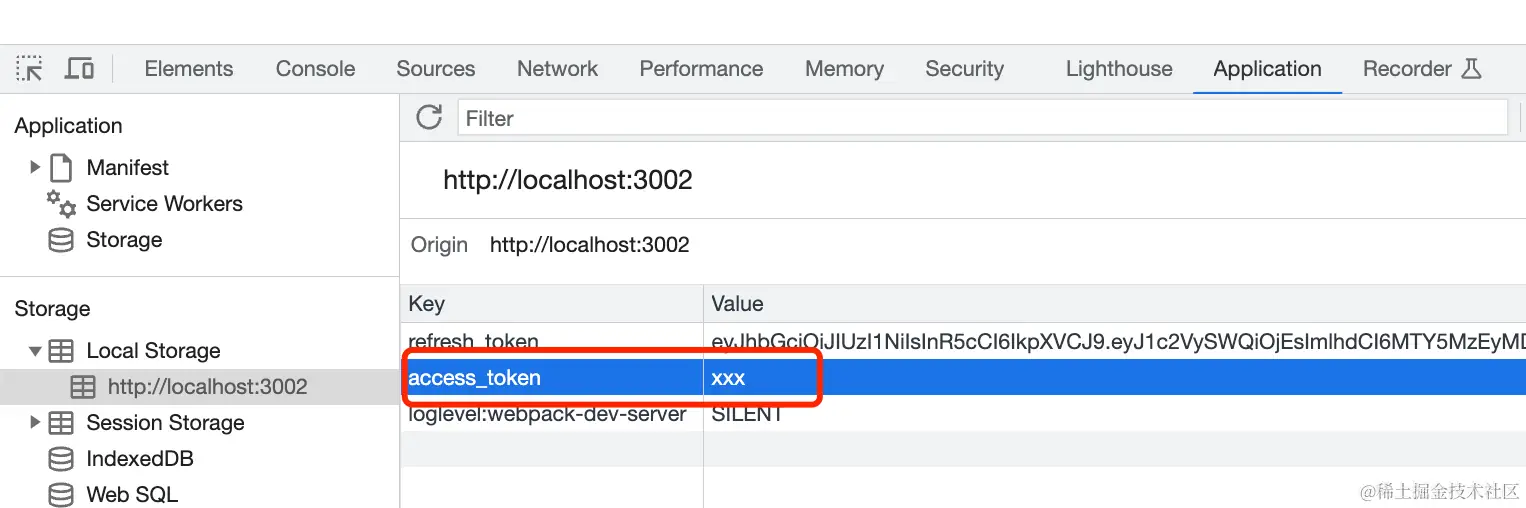 Elements Console Sources Network Performance Memory Security Lighthouse Application Recorder
Application
Manifest
Service Workers
Storage
Storage
Local Storage
http://localhost:3002
Session Storage
IndexedDB
Web SQL
Filter
http://localhost:3002
Origin http://localhost:3002
Key Value
refresh_token eyJhbGciOiJIUzI1NiIsInR5cCI6IkpXVCJ9.eyJ1c2VySWQiOjEsImlhdCI6MTY5MzEyMD
access_token xxx
loglevel:webpack-dev-server SILENT
@稀土掘金技术社区